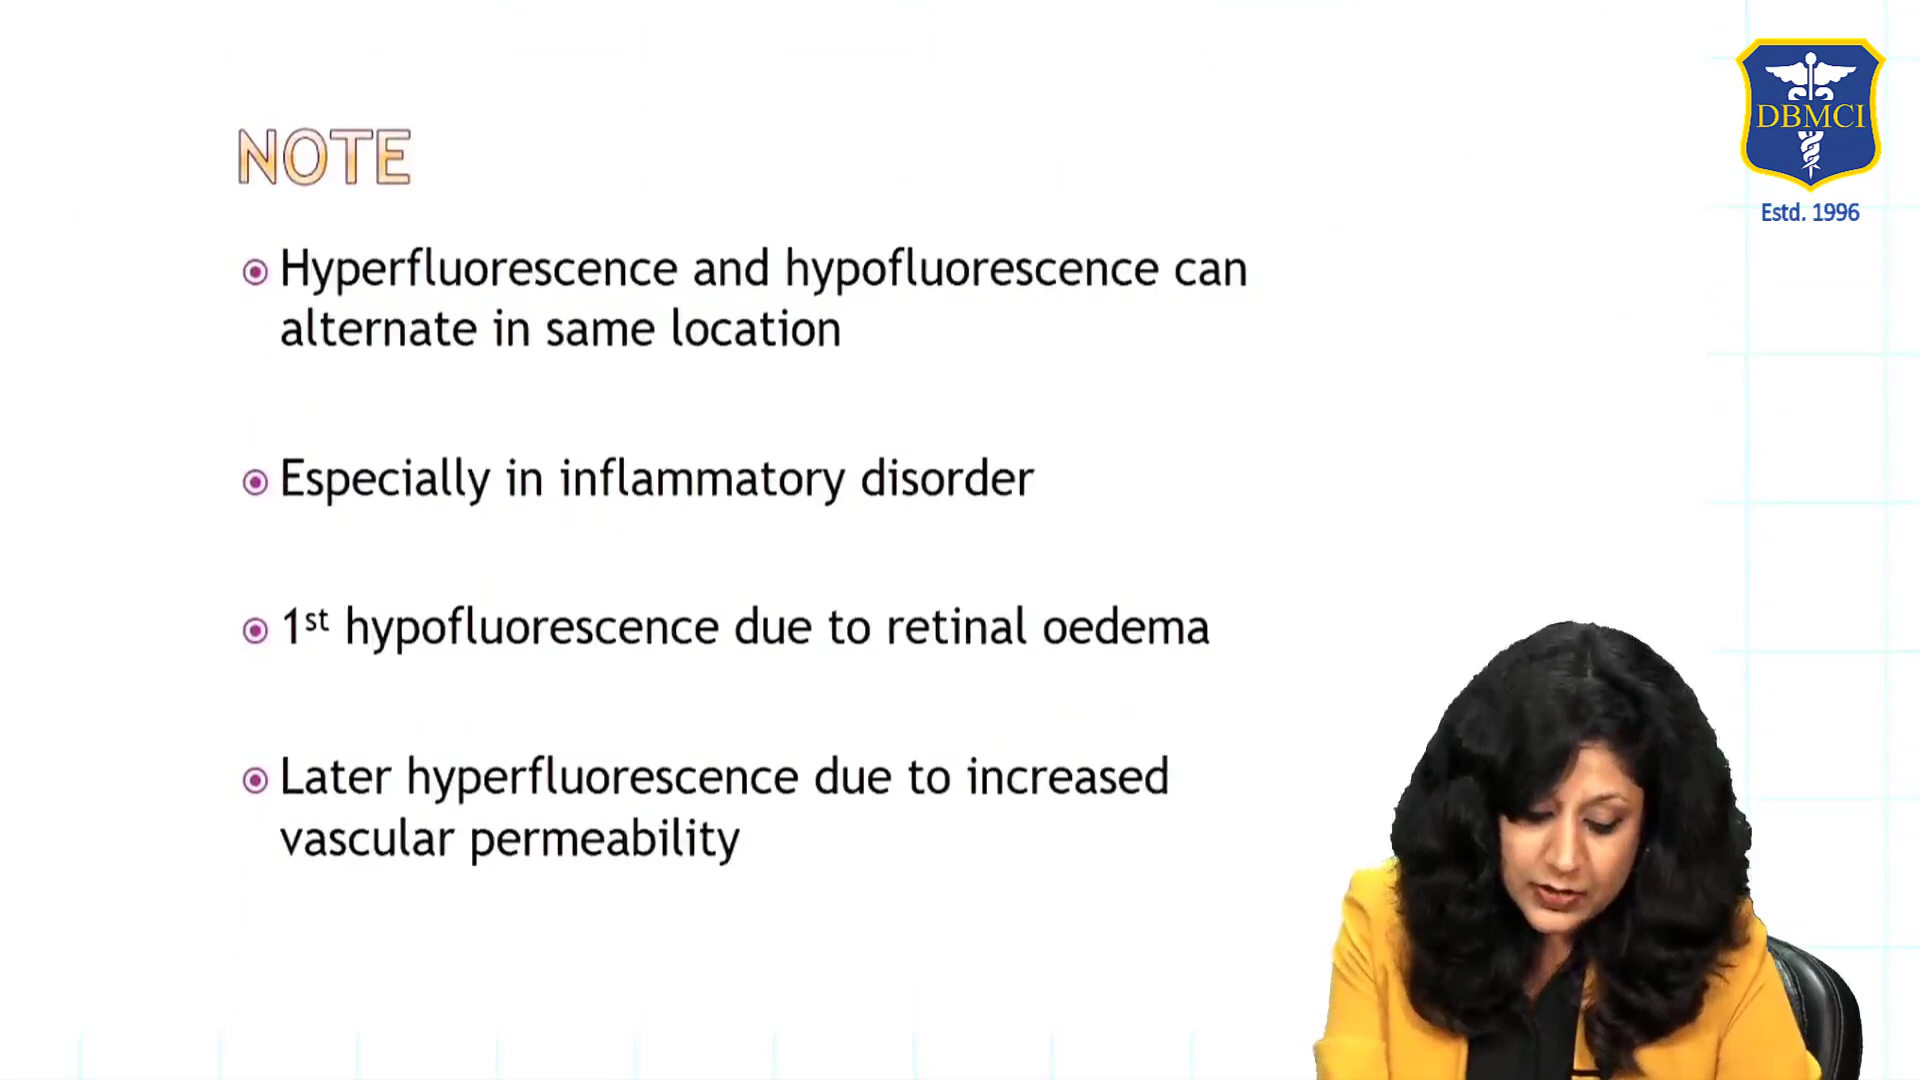 DBMCI
Estd. 1996
NOTE
Hyperfluorescence and hypofluorescence can
alternate in same location
Especially in inflammatory disorder
1st hypofluorescence due to retinal oedema
Later hyperfluorescence due to increased
vascular permeability